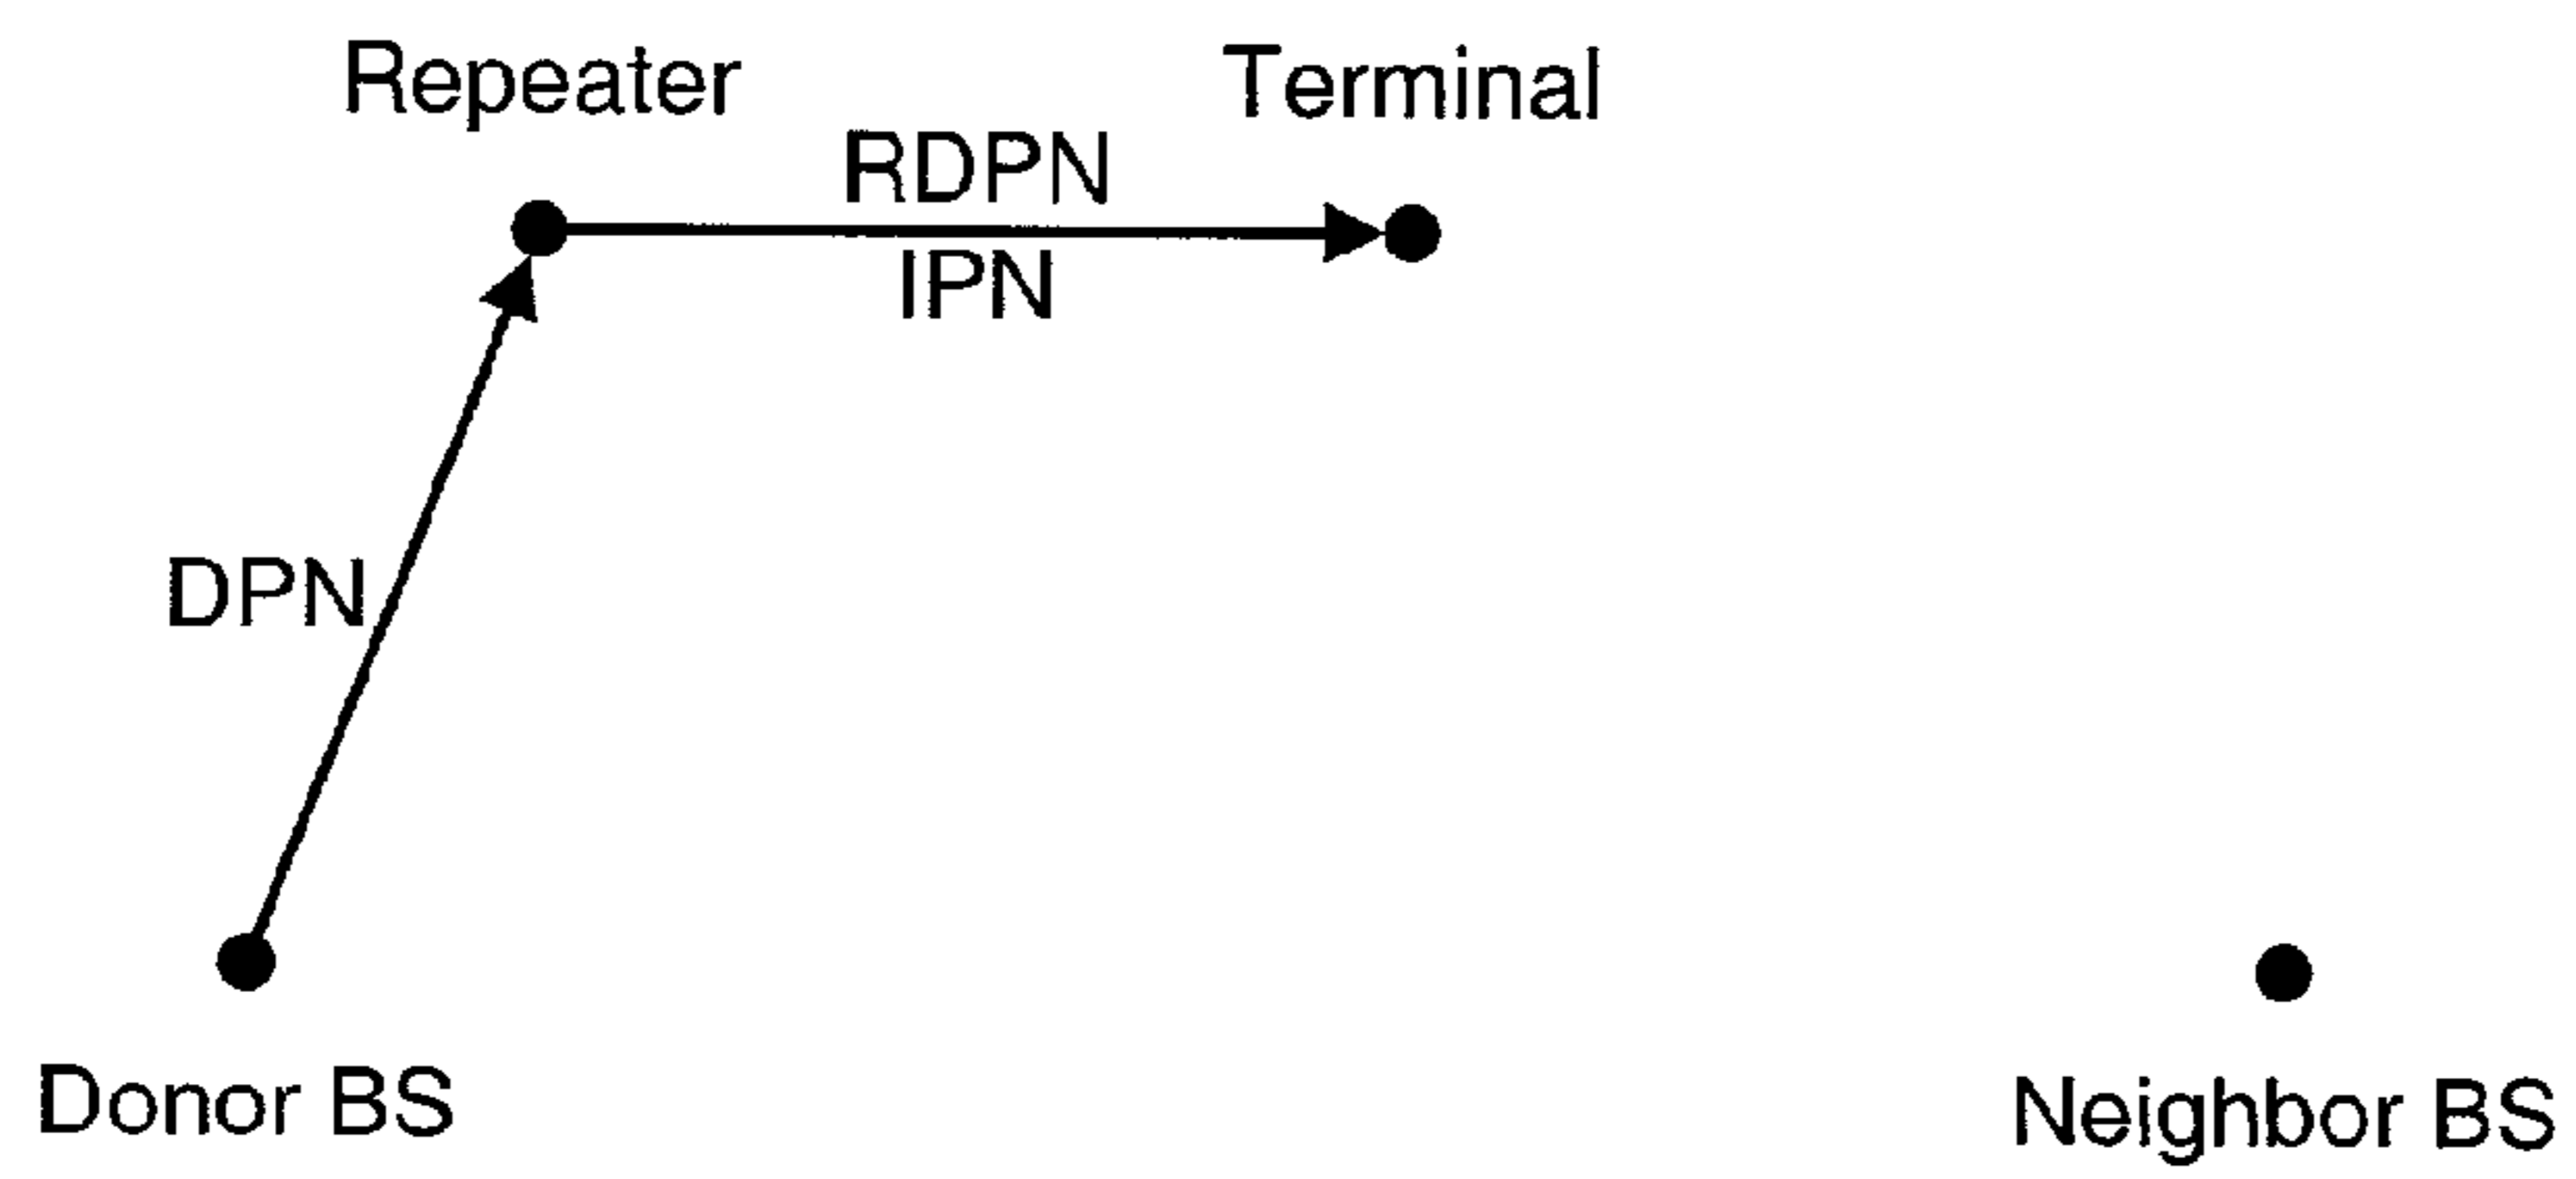 Repeater
Terminal
RDPN
IPN
DPN
Donor BS
Neighbor BS